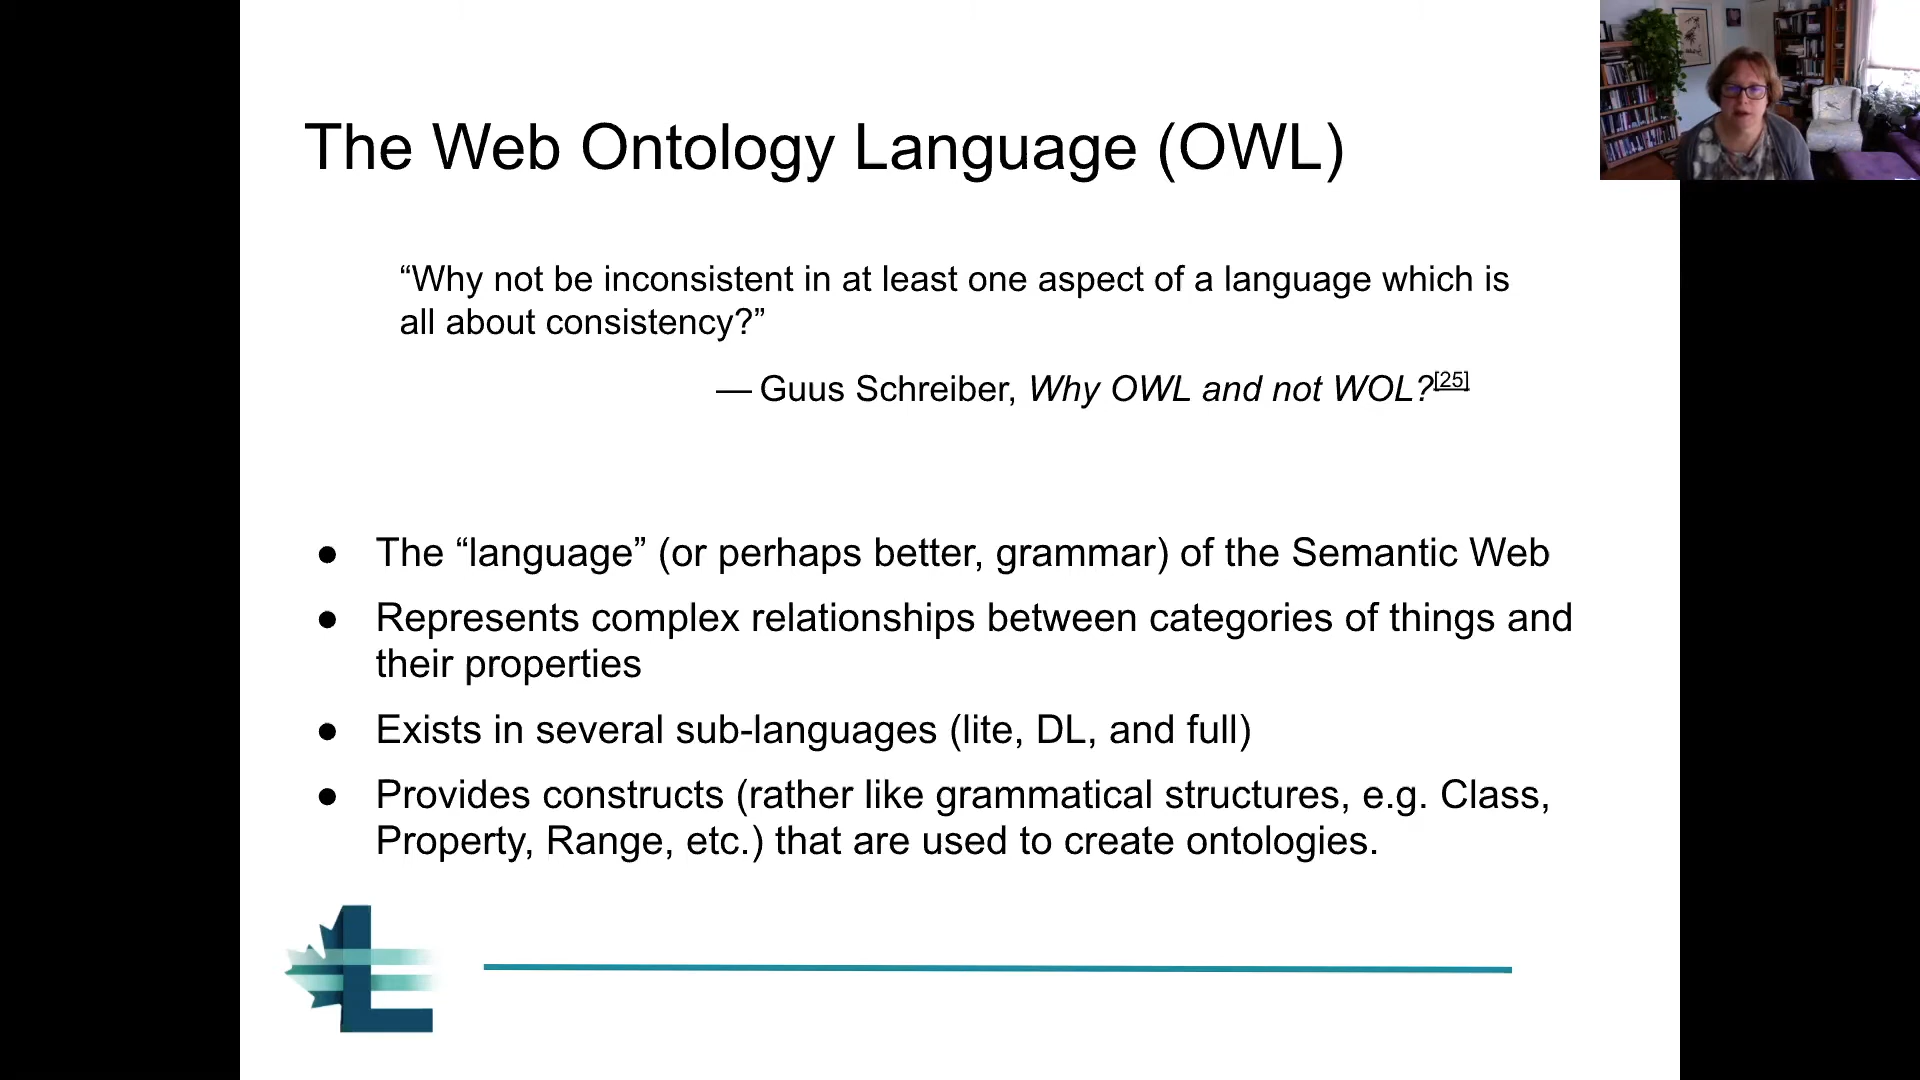 The Web Ontology Language (OWL)
“Why not be inconsistent in at least one aspect of a language which is
all about consistency?”
— Guus Schreiber, Why OWL and not WOL?[25]
● The “language” (or perhaps better, grammar) of the Semantic Web
● Represents complex relationships between categories of things and
their properties
● Exists in several sub-languages (lite, DL, and full)
● Provides constructs (rather like grammatical structures, e.g. Class,
Property, Range, etc.) that are used to create ontologies.